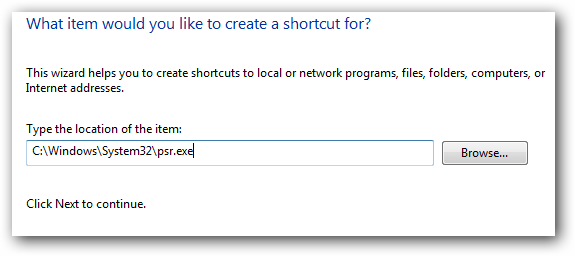 What item would you like to create a shortcut for?
This wizard helps you to create shortcuts to local or network programs, files, folders, computers, or
Internet addresses.
Type the location of the item:
C:\Windows\System32\psr.exe
Browse...
Click Next to continue.